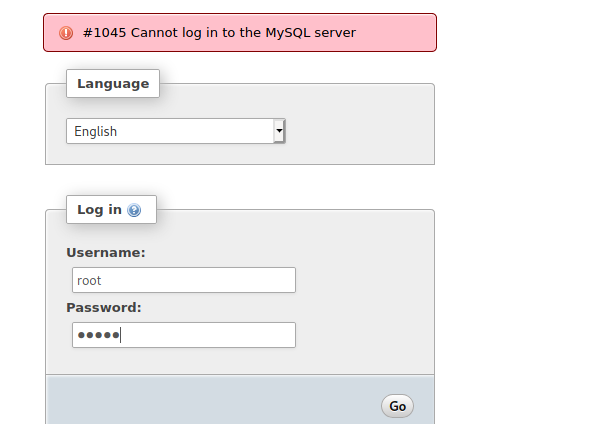 #1045 Cannot log in to the MySQL server
Language
English
Log in
Username:
root
Password:
•••••
Go